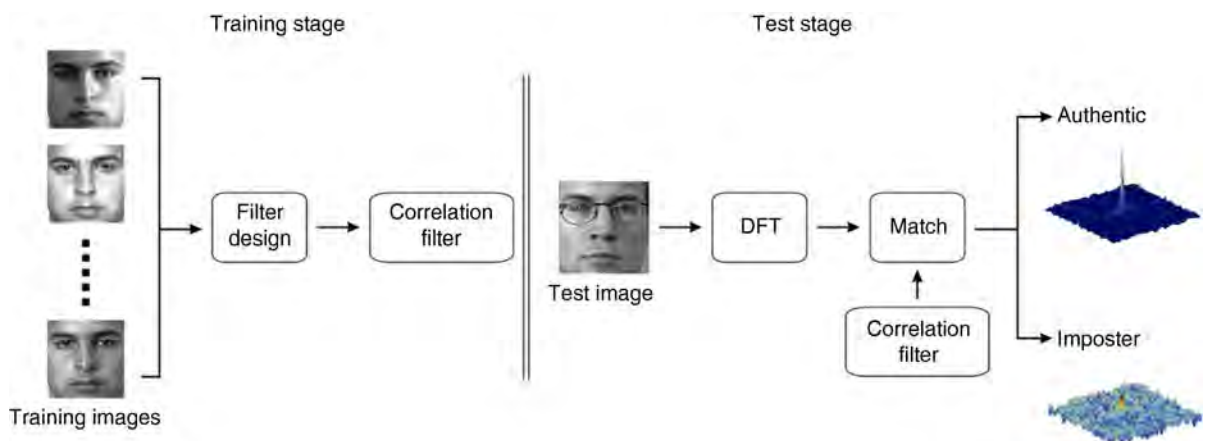 Training stage
Test stage
Filter
design
Correlation
filter
Training images
Test image
DFT
Match
Correlation
filter
Authentic
Imposter